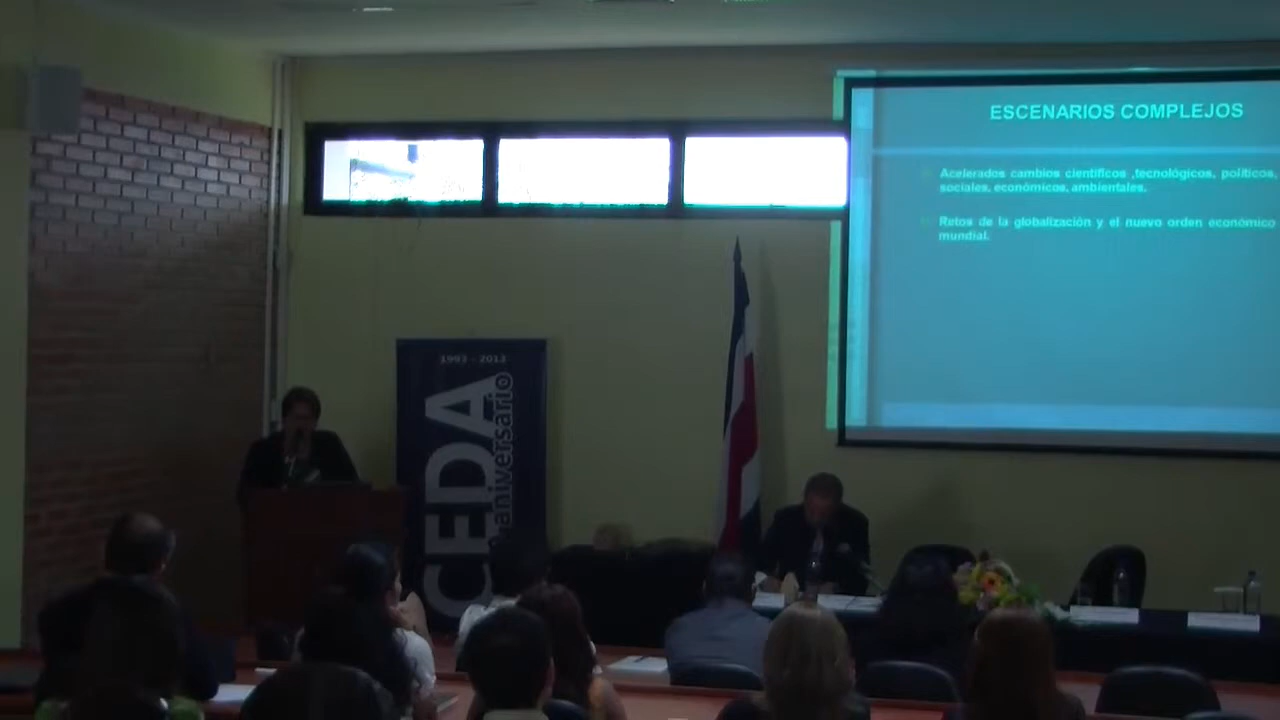 ESCENARIOS COMPLEJOS
Acelerados cambios científicos ,tecnológicos, políticos,
sociales, económicos, ambientales.
Retos de la globalización y el nuevo orden económico
mundial.
1993 - 2013
CEDA
aniversario